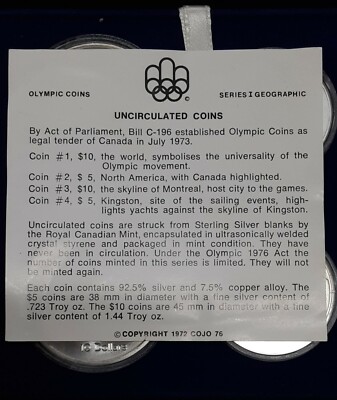 ©
OLYMPIC COINS SERIES I GEOGRAPHIC
UNCIRCULATED COINS
By Act of Parliament, Bill C-196 established Olympic Coins as
legal tender of Canada in July 1973.
Coin #1, $10, the world, symbolises the universality of the
Olympic movement.
Coin #2, $ 5, North America, with Canada highlighted.
Coin #3, $10, the skyline of Montreal, host city to the games.
Coin #4, $ 5, Kingston, site of the sailing events, high-
lights yachts against the skyline of Kingston.
Uncirculated coins are struck from Sterling Silver blanks by
the Royal Canadian Mint, encapsulated in ultrasonically welded
crystal styrene and packaged in mint condition. They have
never been in circulation. Under the Olympic 1976 Act the
number of coins minted in this series is limited. They will not
be minted again.
Each coin contains 92.5% silver and 7.5% copper alloy. The
$5 coins are 38 mm in diameter with a fine silver content of
.723 Troy oz. The $10 coins are 45 mm in diameter with a fine
silver content of 1.44 Troy oz.
© COPYRIGHT 1972 COJO 76
Dollars